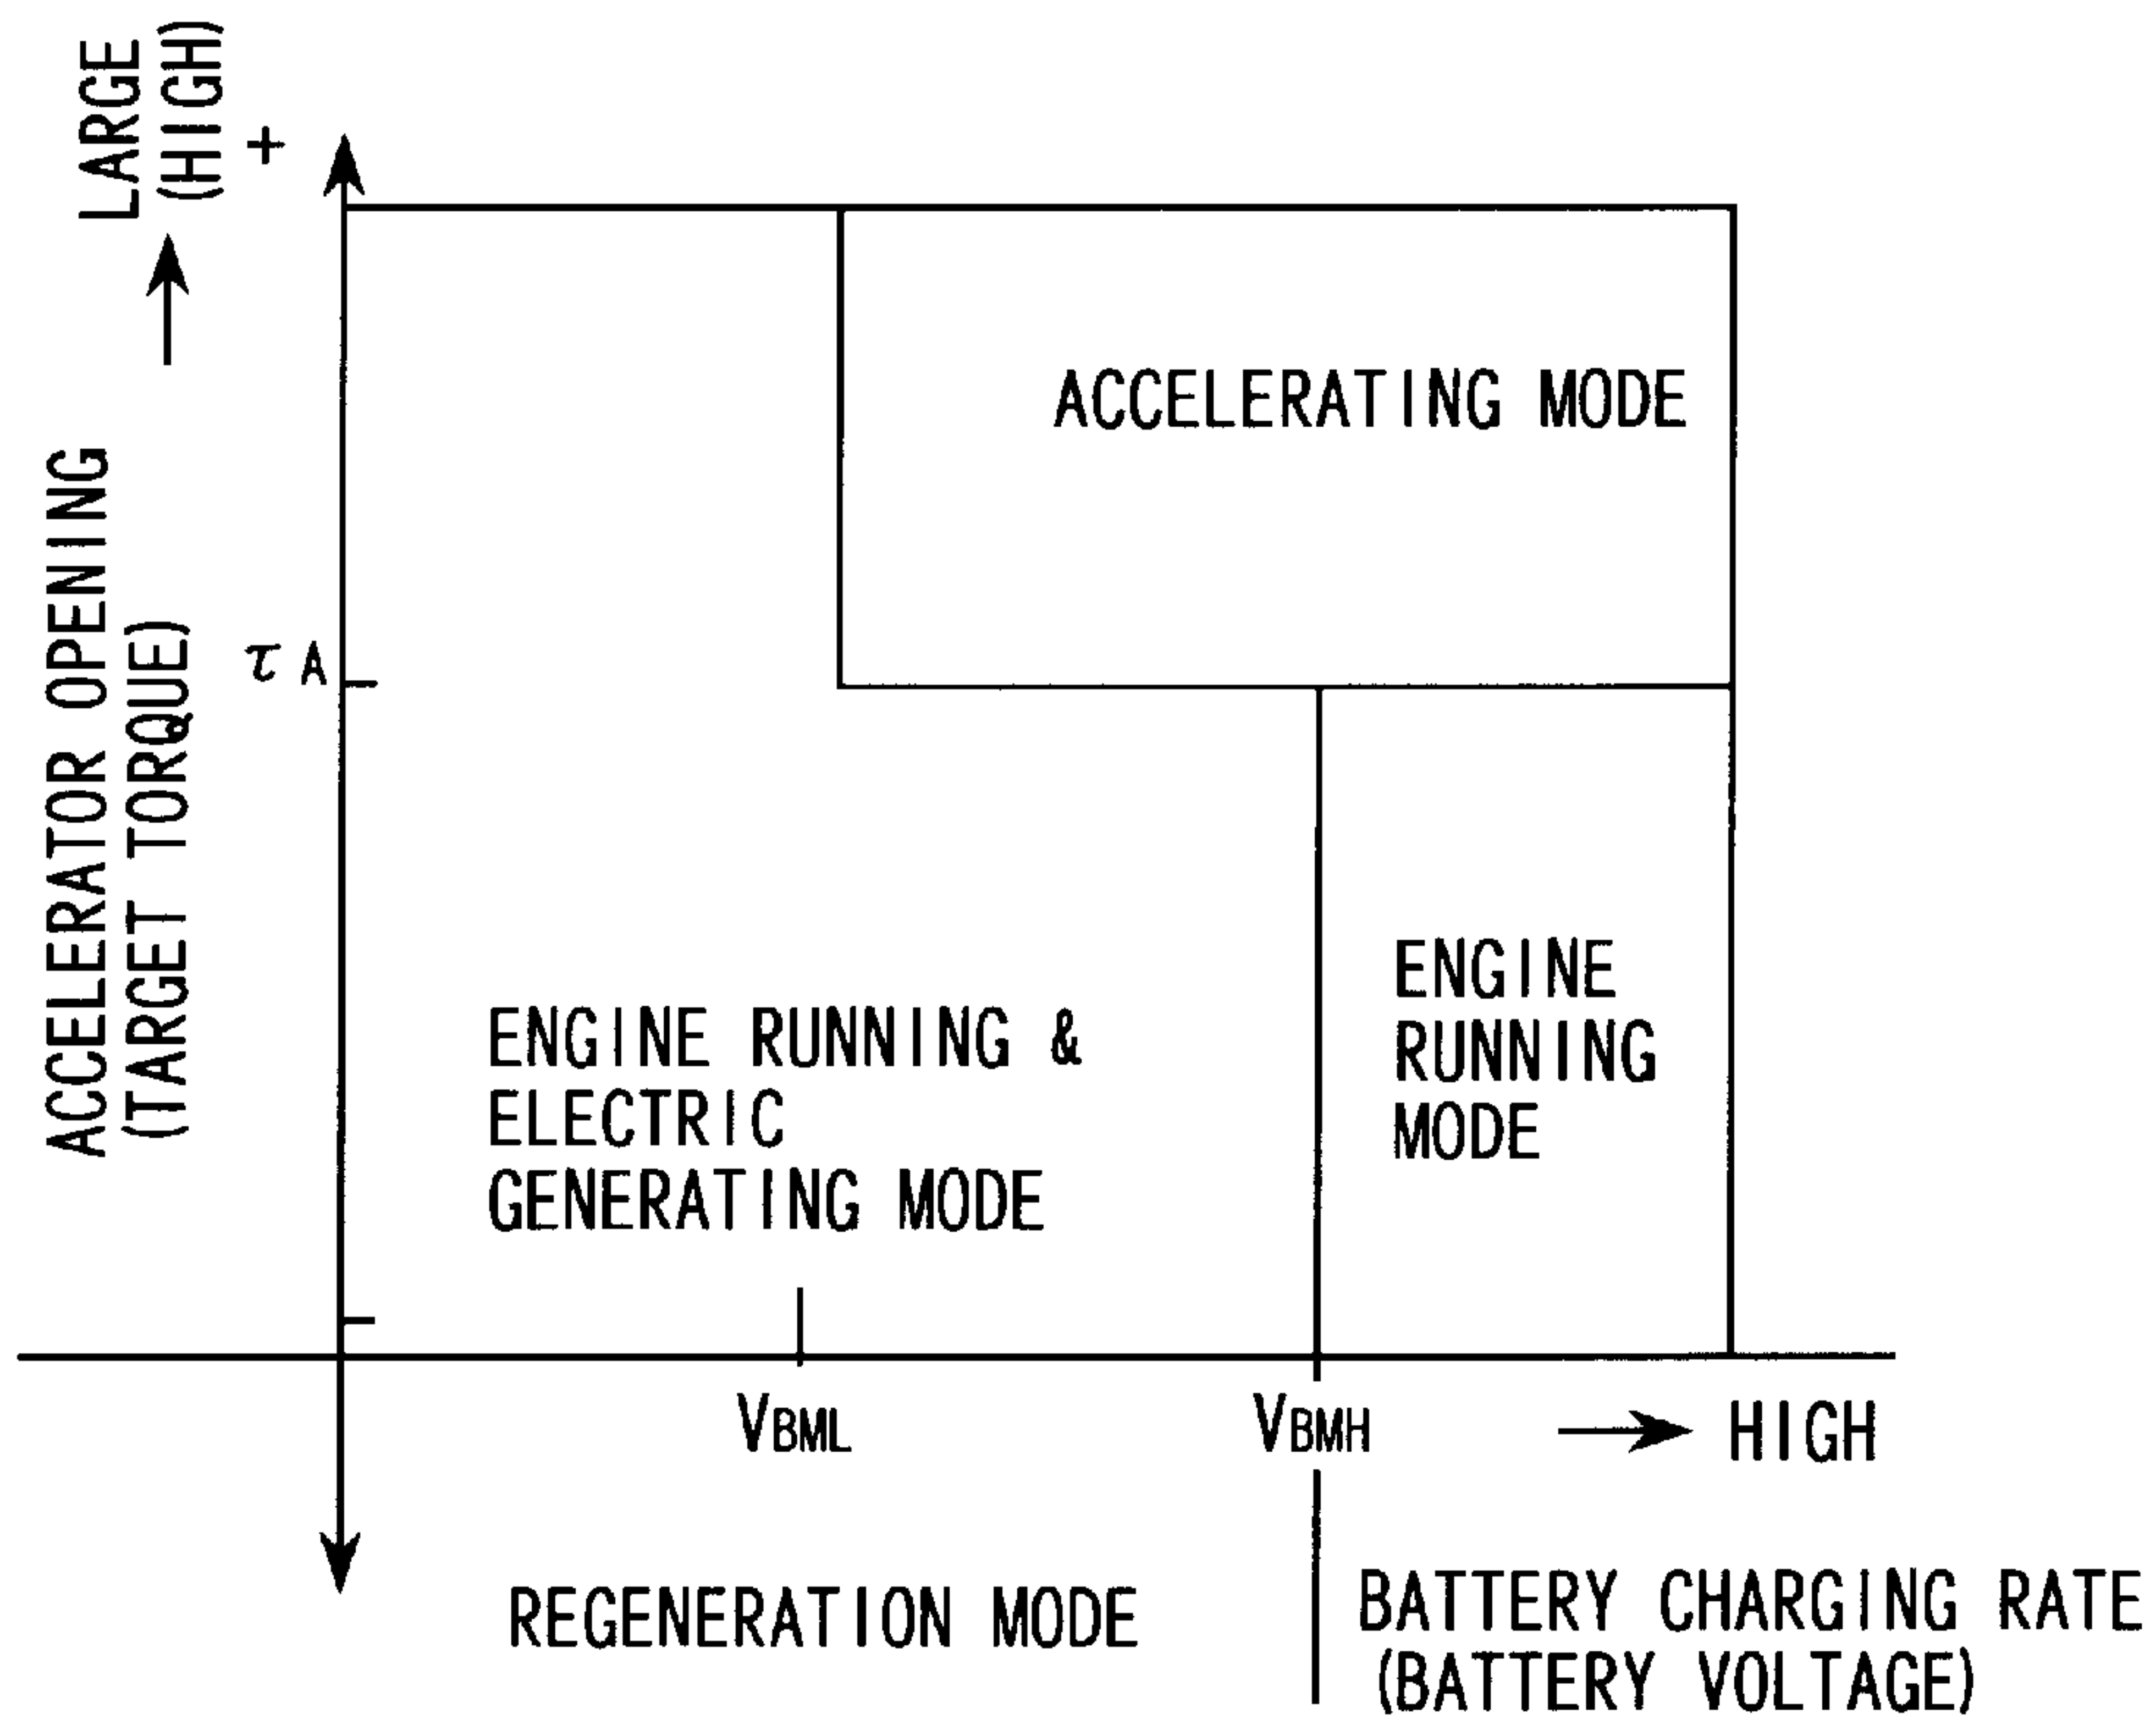 LARGE
(HIGH)
+
ACCELERATOR OPENING
(TARGET TORQUE)
τA
ACCELERATING MODE
ENGINE RUNNING &
ELECTRIC
GENERATING MODE
ENGINE
RUNNING
MODE
VBML
VBMH
HIGH
REGENERATION MODE
BATTERY CHARGING RATE
(BATTERY VOLTAGE)